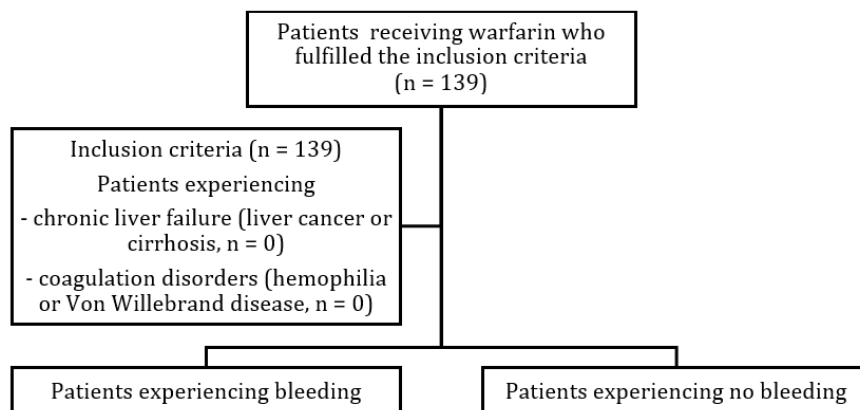 Patients receiving warfarin who
fulfilled the inclusion criteria
(n = 139)
Inclusion criteria (n = 139)
Patients experiencing
- chronic liver failure (liver cancer or
cirrhosis, n = 0)
- coagulation disorders (hemophilia
or Von Willebrand disease, n = 0)
Patients experiencing bleeding
Patients experiencing no bleeding